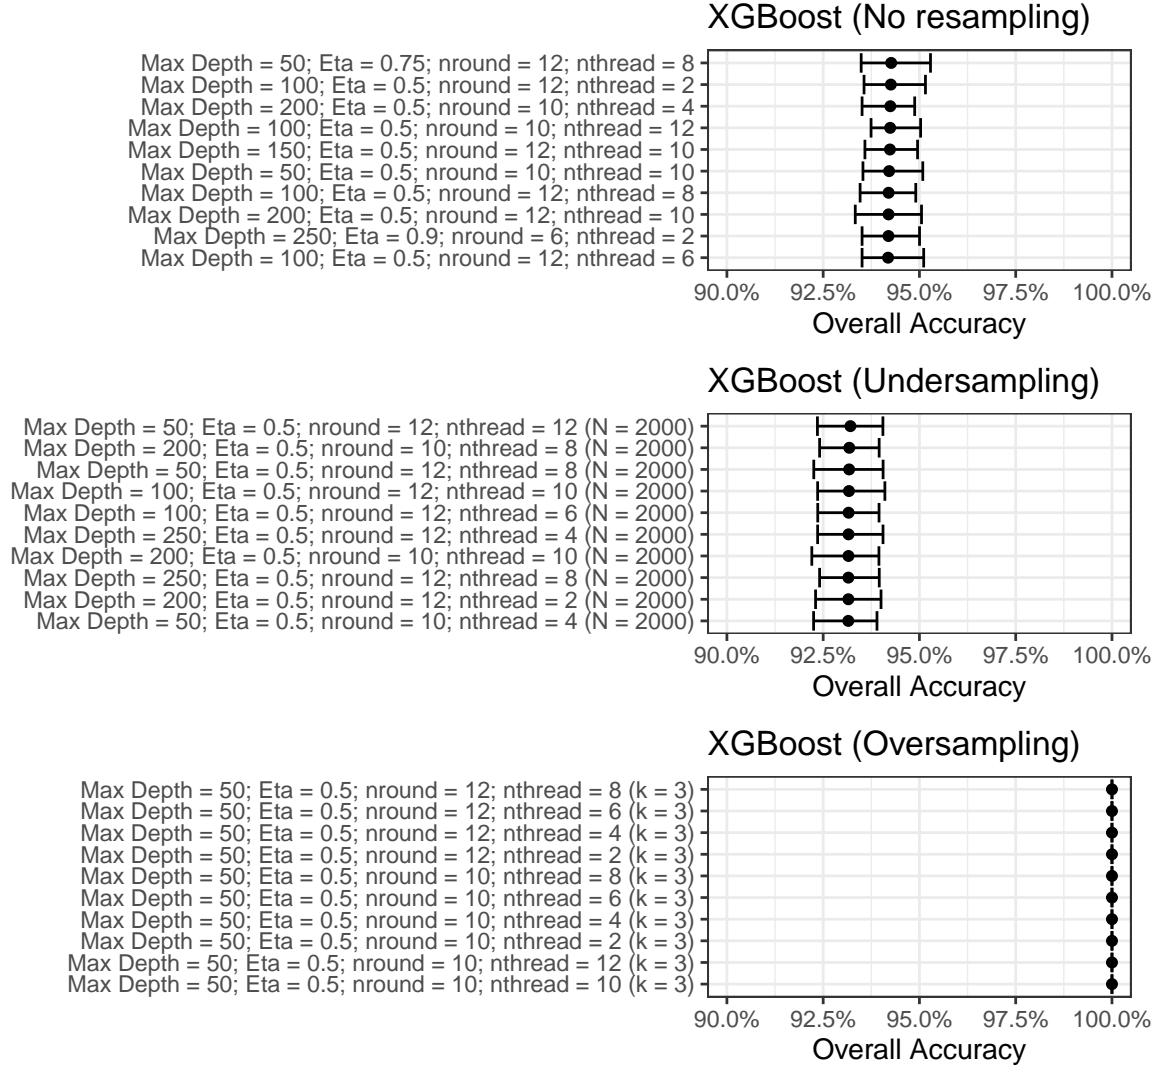 XGBoost (No resampling)
Max Depth = 50; Eta = 0.75; nround = 12; nthread = 8
Max Depth = 100; Eta = 0.5; nround = 12; nthread = 2
Max Depth = 200; Eta = 0.5; nround = 10; nthread = 4
Max Depth = 100; Eta = 0.5; nround = 10; nthread = 12
Max Depth = 150; Eta = 0.5; nround = 12; nthread = 10
Max Depth = 50; Eta = 0.5; nround = 10; nthread = 10
Max Depth = 100; Eta = 0.5; nround = 12; nthread = 8
Max Depth = 200; Eta = 0.5; nround = 12; nthread = 10
Max Depth = 250; Eta = 0.9; nround = 6; nthread = 2
Max Depth = 100; Eta = 0.5; nround = 12; nthread = 6
90.0% 92.5% 95.0% 97.5% 100.0%
Overall Accuracy
XGBoost (Undersampling)
Max Depth = 50; Eta = 0.5; nround = 12; nthread = 12 (N = 2000)
Max Depth = 200; Eta = 0.5; nround = 10; nthread = 8 (N = 2000)
Max Depth = 50; Eta = 0.5; nround = 12; nthread = 8 (N = 2000)
Max Depth = 100; Eta = 0.5; nround = 12; nthread = 10 (N = 2000)
Max Depth = 100; Eta = 0.5; nround = 12; nthread = 6 (N = 2000)
Max Depth = 250; Eta = 0.5; nround = 12; nthread = 4 (N = 2000)
Max Depth = 200; Eta = 0.5; nround = 10; nthread = 10 (N = 2000)
Max Depth = 250; Eta = 0.5; nround = 12; nthread = 8 (N = 2000)
Max Depth = 200; Eta = 0.5; nround = 12; nthread = 2 (N = 2000)
Max Depth = 50; Eta = 0.5; nround = 10; nthread = 4 (N = 2000)
90.0% 92.5% 95.0% 97.5% 100.0%
Overall Accuracy
XGBoost (Oversampling)
Max Depth = 50; Eta = 0.5; nround = 12; nthread = 8 (k = 3)
Max Depth = 50; Eta = 0.5; nround = 12; nthread = 6 (k = 3)
Max Depth = 50; Eta = 0.5; nround = 12; nthread = 4 (k = 3)
Max Depth = 50; Eta = 0.5; nround = 12; nthread = 2 (k = 3)
Max Depth = 50; Eta = 0.5; nround = 10; nthread = 8 (k = 3)
Max Depth = 50; Eta = 0.5; nround = 10; nthread = 6 (k = 3)
Max Depth = 50; Eta = 0.5; nround = 10; nthread = 4 (k = 3)
Max Depth = 50; Eta = 0.5; nround = 10; nthread = 2 (k = 3)
Max Depth = 50; Eta = 0.5; nround = 10; nthread = 12 (k = 3)
Max Depth = 50; Eta = 0.5; nround = 10; nthread = 10 (k = 3)
90.0% 92.5% 95.0% 97.5% 100.0%
Overall Accuracy